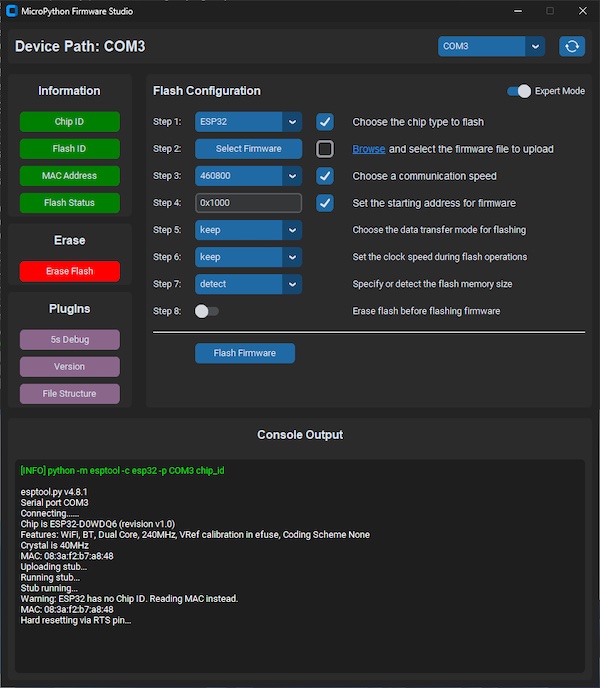 MicroPython Firmware Studio
Device Path: COM3
COM3
Information
Chip ID
Flash ID
MAC Address
Flash Status
Erase
Erase Flash
PlugIns
5s Debug
Version
File Structure
Flash Configuration
Expert Mode
Step 1: ESP32 Choose the chip type to flash
Step 2: Select Firmware Browse and select the firmware file to upload
Step 3: 460800 Choose a communication speed
Step 4: 0x1000 Set the starting address for firmware
Step 5: keep Choose the data transfer mode for flashing
Step 6: keep Set the clock speed during flash operations
Step 7: detect Specify or detect the flash memory size
Step 8: Erase flash before flashing firmware
Flash Firmware
Console Output
[INFO] python -m esptool -c esp32 -p COM3 chip_id
esptool.py v4.8.1
Serial port COM3
Connecting......
Chip is ESP32-D0WDQ6 (revision v1.0)
Features: WiFi, BT, Dual Core, 240MHz, VRef calibration in efuse, Coding Scheme None
Crystal is 40MHz
MAC: 08:3a:f2:b7:a8:48
Uploading stub...
Running stub...
Stub running...
Warning: ESP32 has no Chip ID. Reading MAC instead.
MAC: 08:3a:f2:b7:a8:48
Hard resetting via RTS pin...